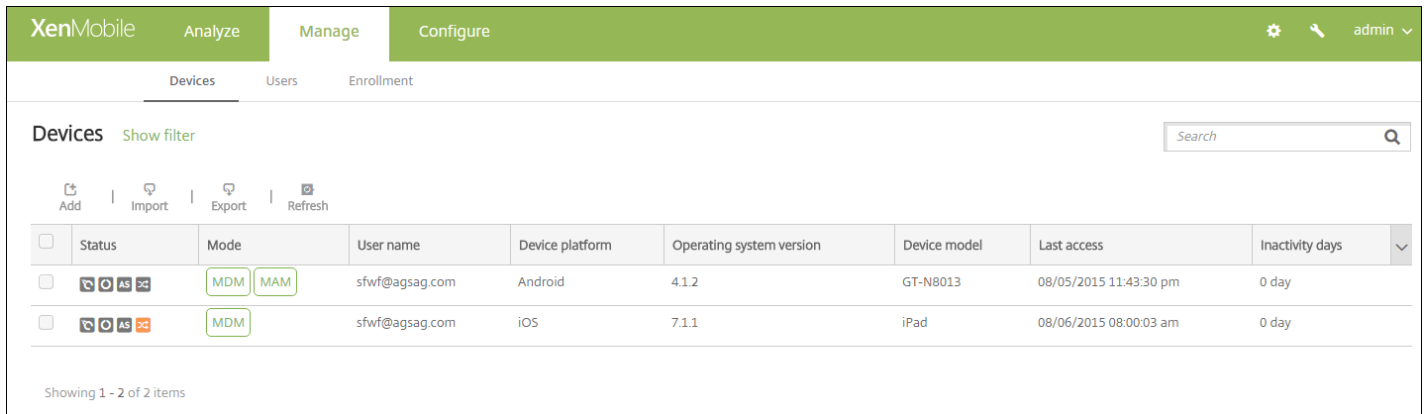 XenMobile Analyze Manage Configure admin
Devices Users Enrollment
Devices Show filter Search
Add | Import | Export | Refresh
Status Mode User name Device platform Operating system version Device model Last access Inactivity days
AS MDM MAM sfwf@agsag.com Android 4.1.2 GT-N8013 08/05/2015 11:43:30 pm 0 day
AS MDM sfwf@agsag.com iOS 7.1.1 iPad 08/06/2015 08:00:03 am 0 day
Showing 1 - 2 of 2 items